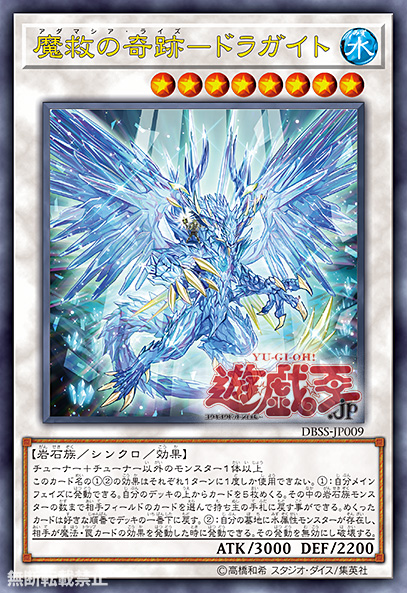 アダマシア・ライズ
魔救の奇跡－ドラガイト
水
YU-GI-OH!
遊戯王
.JP
DBSS-JP009
【岩石族／シンクロ／効果】
チューナー＋チューナー以外のモンスター１体以上
このカード名の①②の効果はそれぞれ１ターンに１度しか使用できない。①：自分メイン
フェイズに発動できる。自分のデッキの上からカードを５枚めくる。その中の岩石族モンス
ターの数まで相手フィールドのカードを選んで持ち主の手札に戻す事ができる。めくった
カードは好きな順番でデッキの一番下に戻す。②：自分の墓地に水属性モンスターが存在し、
相手が魔法・罠カードの効果を発動した時に発動できる。その発動を無効にし破壊する。
ATK/3000 DEF/2200
無断転載禁止
©高橋和希 スタジオ・ダイス/集英社